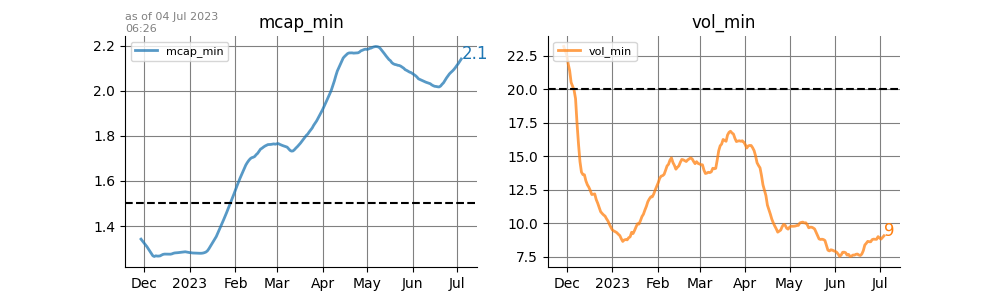 as of 04 Jul 2023
06:26
mcap_min
mcap_min
2.1
2.2
2.0
1.8
1.6
1.4
Dec 2023 Feb Mar Apr May Jun Jul
vol_min
vol_min
22.5
20.0
17.5
15.0
12.5
10.0
7.5
9
Dec 2023 Feb Mar Apr May Jun Jul